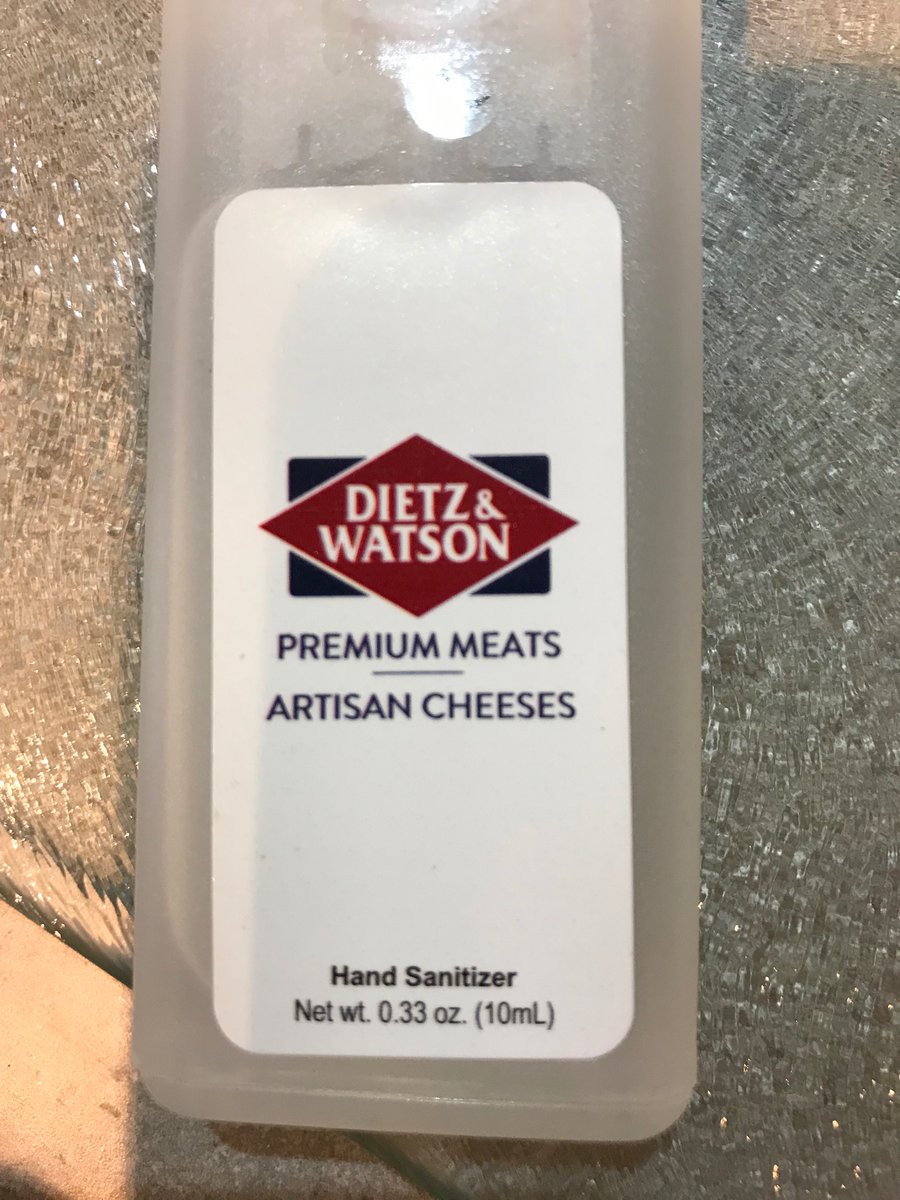 DIETZ &
WATSON
PREMIUM MEATS
ARTISAN CHEESES
Hand Sanitizer
Net wt. 0.33 oz. (10mL)